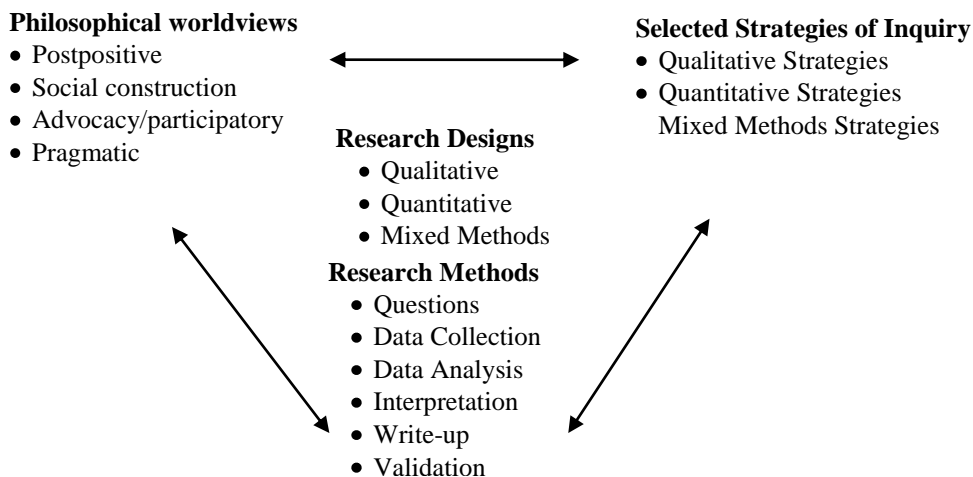 Philosophical worldviews
• Postpositive
• Social construction
• Advocacy/participatory
• Pragmatic
Selected Strategies of Inquiry
• Qualitative Strategies
• Quantitative Strategies
Mixed Methods Strategies
Research Designs
• Qualitative
• Quantitative
• Mixed Methods
Research Methods
• Questions
• Data Collection
• Data Analysis
• Interpretation
• Write-up
• Validation